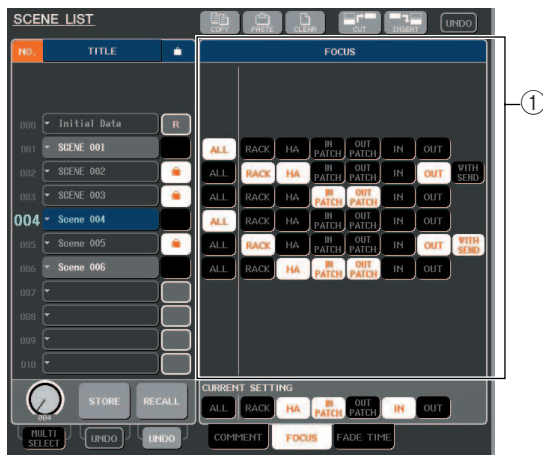 SCENE LIST
COPY PASTE CLEAR CUT INSERT UNDO
NO. TITLE FOCUS
1
000 Initial Data R
001 SCENE 001 ALL RACK HA IN PATCH OUT PATCH IN OUT
002 SCENE 002 ALL RACK HA IN PATCH OUT PATCH IN OUT WITH SEND
003 SCENE 003 ALL RACK HA IN PATCH OUT PATCH IN OUT
004 Scene 004 ALL RACK HA IN PATCH OUT PATCH IN OUT
005 Scene 005 ALL RACK HA IN PATCH OUT PATCH IN OUT WITH SEND
006 Scene 006 ALL RACK HA IN PATCH OUT PATCH IN OUT
007
008
009
010
CURRENT SETTING
004 STORE RECALL ALL RACK HA IN PATCH OUT PATCH IN OUT
MULTI SELECT UNDO UNDO COMMENT FOCUS FADE TIME